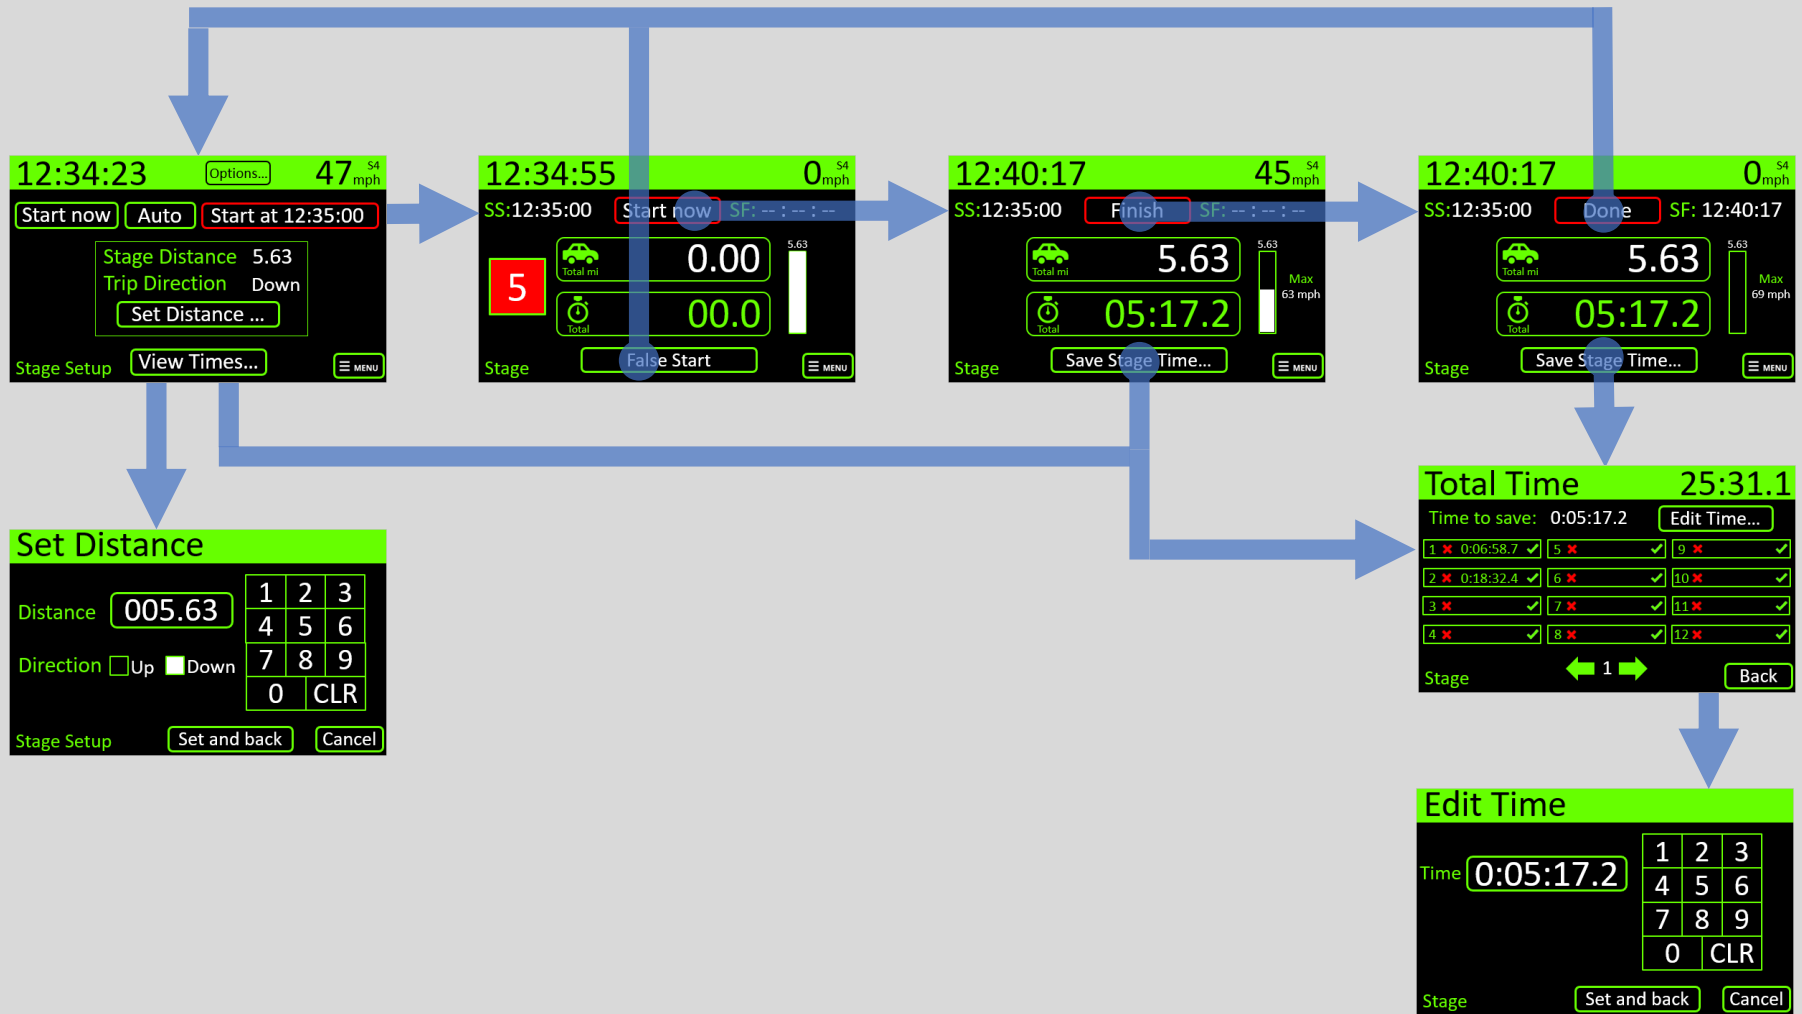 12:34:23 Options... 47 mph S4
Start now Auto Start at 12:35:00
Stage Distance 5.63
Trip Direction Down
Set Distance ...
View Times...
Stage Setup MENU
12:34:55 0 mph S4
SS:12:35:00 Start now SF: -- : -- : --
5.63
Total mi 0.00
5
Total 00.0
False Start
Stage MENU
12:40:17 45 mph S4
SS:12:35:00 Finish SF: -- : -- : --
5.63
Total mi 5.63
Max
63 mph
Total 05:17.2
Save Stage Time...
Stage MENU
12:40:17 0 mph S4
SS:12:35:00 Done SF: 12:40:17
5.63
Total mi 5.63
Max
69 mph
Total 05:17.2
Save Stage Time...
Stage MENU
Set Distance
Distance 005.63
Direction Up Down
1 2 3
4 5 6
7 8 9
0 CLR
Stage Setup Set and back Cancel
Total Time 25:31.1
Time to save: 0:05:17.2 Edit Time...
1 0:06:58.7 5 9
2 0:18:32.4 6 10
3 7 11
4 8 12
1
Stage Back
Edit Time
Time 0:05:17.2
1 2 3
4 5 6
7 8 9
0 CLR
Stage Set and back Cancel